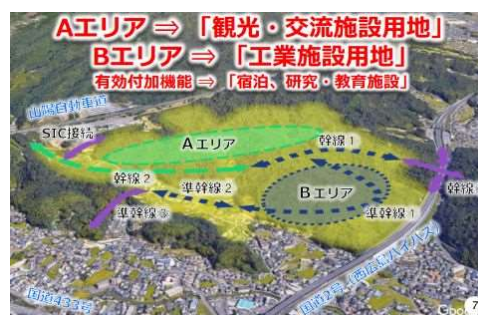 Aエリア ⇒ 「観光・交流施設用地」
Bエリア ⇒ 「工業施設用地」
有効付加機能 ⇒ 「宿泊、研究・教育施設」
山陽自動車道
SIC接続
Aエリア
幹線1
幹線2
準幹線2
Bエリア
幹線
準幹線
準幹線1
国道433号
国道2号(西広島バイパス)
7